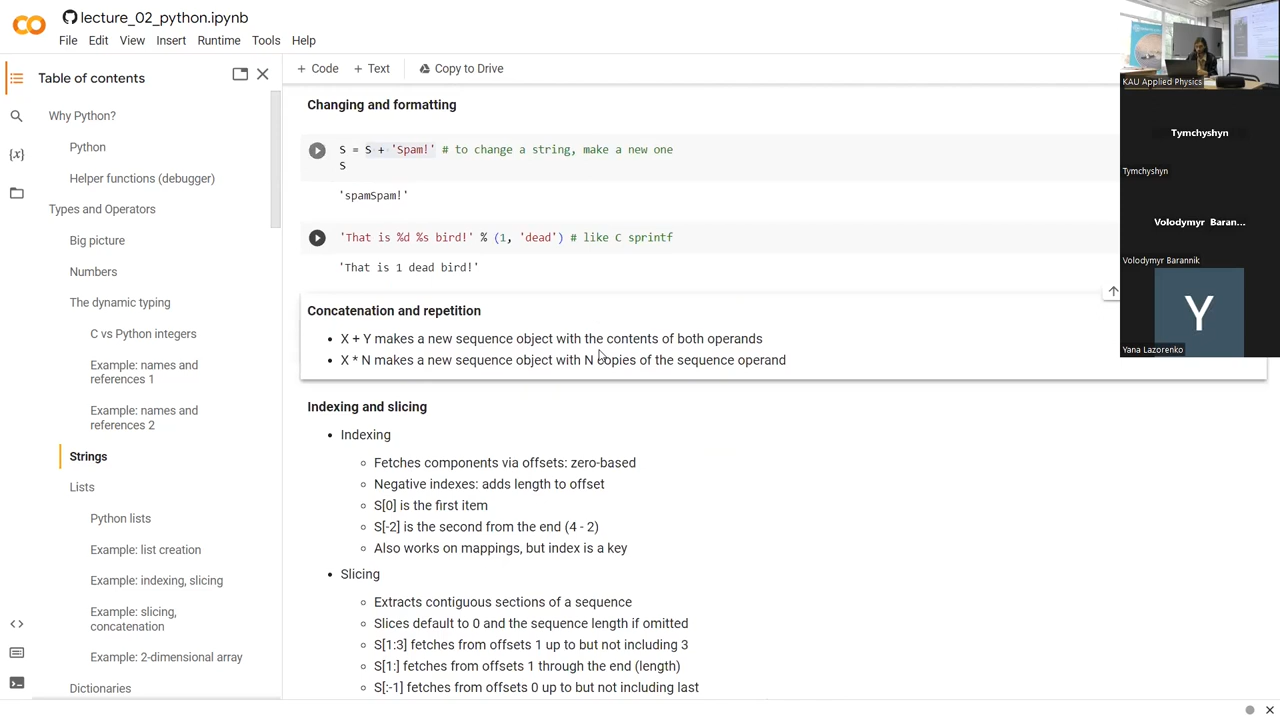 lecture_02_python.ipynb
File Edit View Insert Runtime Tools Help
Table of contents
Why Python?
Python
Helper functions (debugger)
Types and Operators
Big picture
Numbers
The dynamic typing
C vs Python integers
Example: names and
references 1
Example: names and
references 2
Strings
Lists
Python lists
Example: list creation
Example: indexing, slicing
Example: slicing,
concatenation
Example: 2-dimensional array
Dictionaries
+ Code + Text Copy to Drive
Changing and formatting
S = S + 'Spam!' # to change a string, make a new one
S
'spamSpam!'
'That is %d %s bird!' % (1, 'dead') # like C sprintf
'That is 1 dead bird!'
Concatenation and repetition
• X + Y makes a new sequence object with the contents of both operands
• X * N makes a new sequence object with N copies of the sequence operand
Indexing and slicing
• Indexing
Fetches components via offsets: zero-based
Negative indexes: adds length to offset
S[0] is the first item
S[-2] is the second from the end (4 - 2)
Also works on mappings, but index is a key
• Slicing
Extracts contiguous sections of a sequence
Slices default to 0 and the sequence length if omitted
S[1:3] fetches from offsets 1 up to but not including 3
S[1:] fetches from offsets 1 through the end (length)
S[:-1] fetches from offsets 0 up to but not including last
KAU Applied Physics
Tymchyshyn
Tymchyshyn
Volodymyr Baran...
Volodymyr Barannik
Y
Yana Lazorenko